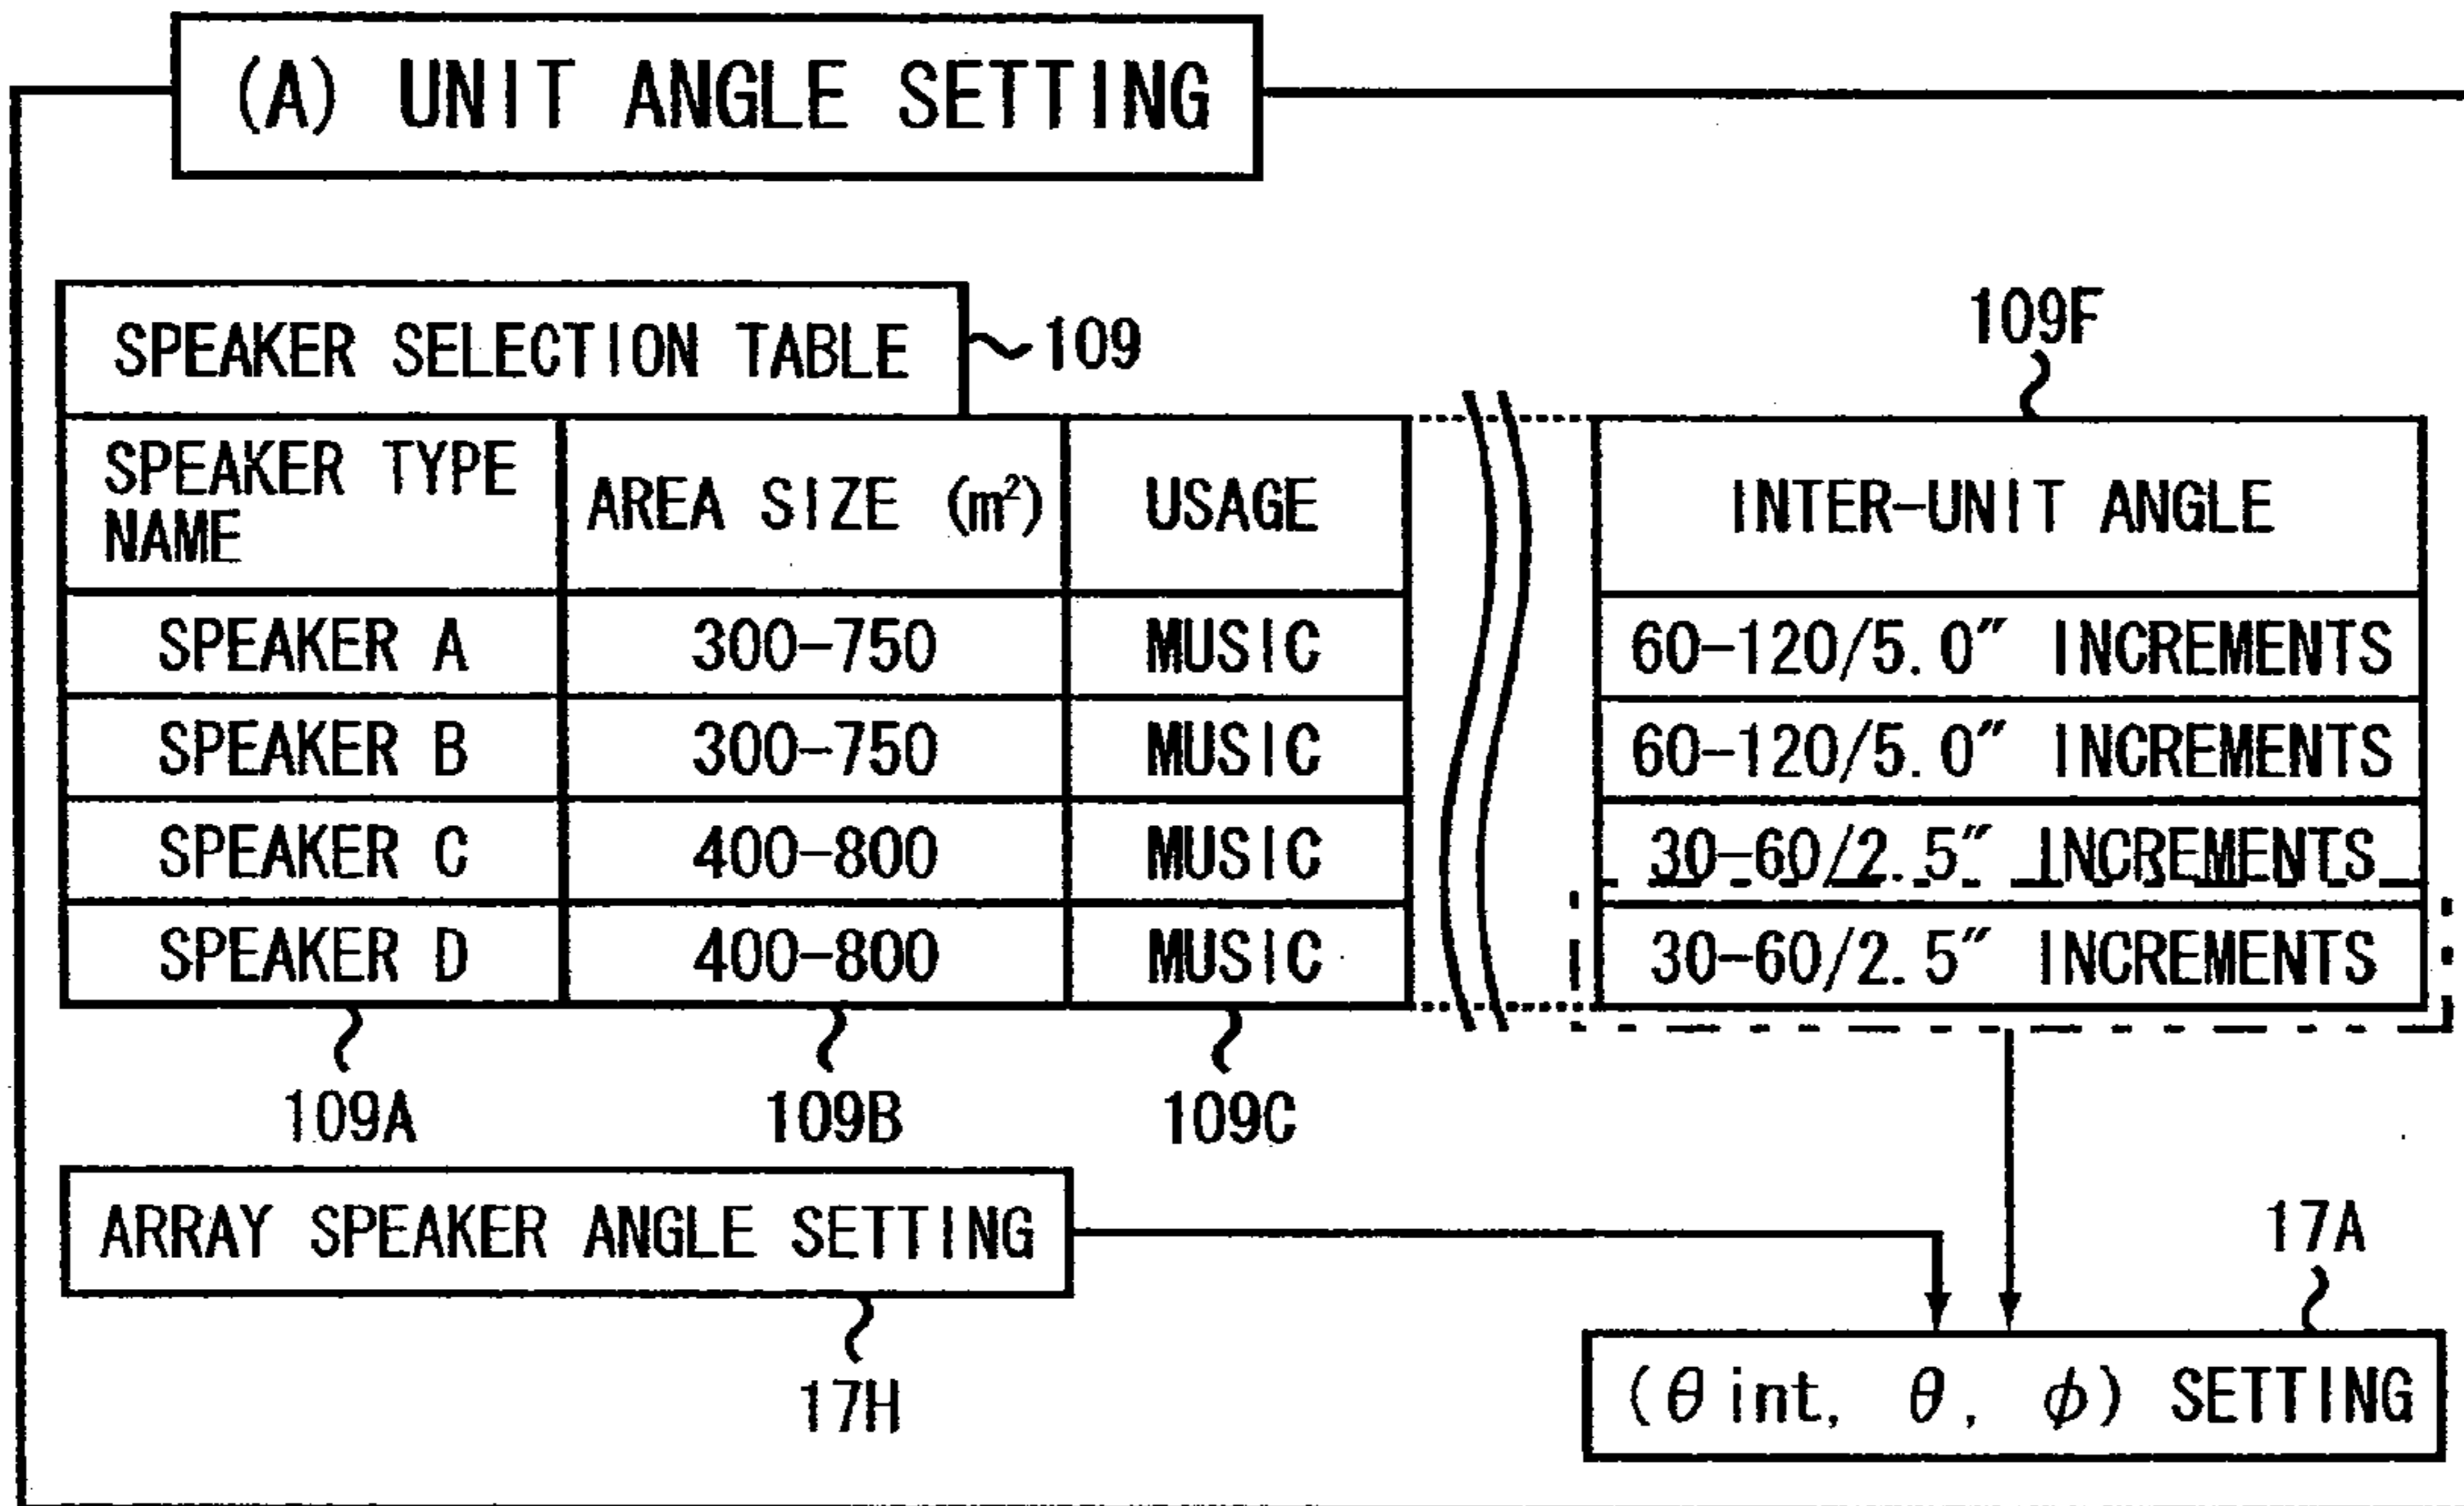 (A) UNIT ANGLE SETTING
SPEAKER SELECTION TABLE
109
109F
SPEAKER TYPE
NAME
AREA SIZE (m²)
USAGE
INTER-UNIT ANGLE
SPEAKER A
300-750
MUSIC
60-120/5.0″ INCREMENTS
SPEAKER B
300-750
MUSIC
60-120/5.0″ INCREMENTS
SPEAKER C
400-800
MUSIC
30-60/2.5″ INCREMENTS
SPEAKER D
400-800
MUSIC
30-60/2.5″ INCREMENTS
109A
109B
109C
ARRAY SPEAKER ANGLE SETTING
17H
17A
(θint, θ, φ) SETTING